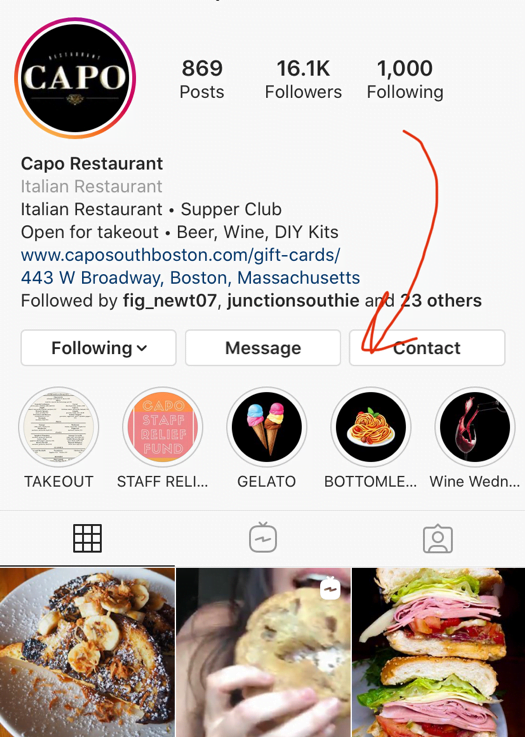 RESTAURANT
CAPO
869
Posts
16.1K
Followers
1,000
Following
Capo Restaurant
Italian Restaurant
Italian Restaurant • Supper Club
Open for takeout • Beer, Wine, DIY Kits
www.caposouthboston.com/gift-cards/
443 W Broadway, Boston, Massachusetts
Followed by fig_newt07, junctionsouthie and 23 others
Following
Message
Contact
CAPO
STAFF
RELIEF
FUND
TAKEOUT
STAFF RELI...
GELATO
BOTTOMLE...
Wine Wedn...